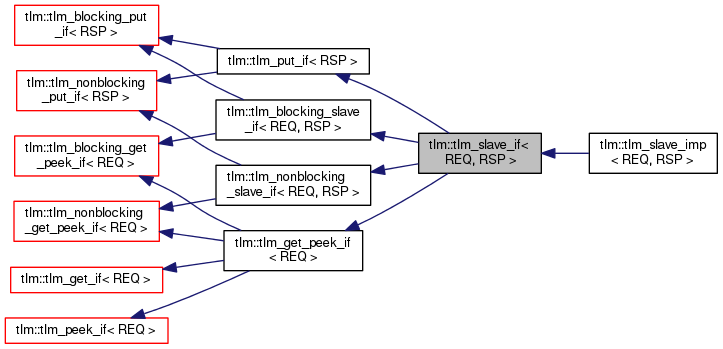 tlm::tlm_blocking_put
_if< RSP >
tlm::tlm_nonblocking
_put_if< RSP >
tlm::tlm_blocking_get
_peek_if< REQ >
tlm::tlm_nonblocking
_get_peek_if< REQ >
tlm::tlm_get_if< REQ >
tlm::tlm_peek_if< REQ >
tlm::tlm_put_if< RSP >
tlm::tlm_blocking_slave
_if< REQ, RSP >
tlm::tlm_nonblocking
_slave_if< REQ, RSP >
tlm::tlm_get_peek_if
< REQ >
tlm::tlm_slave_if<
REQ, RSP >
tlm::tlm_slave_imp
< REQ, RSP >